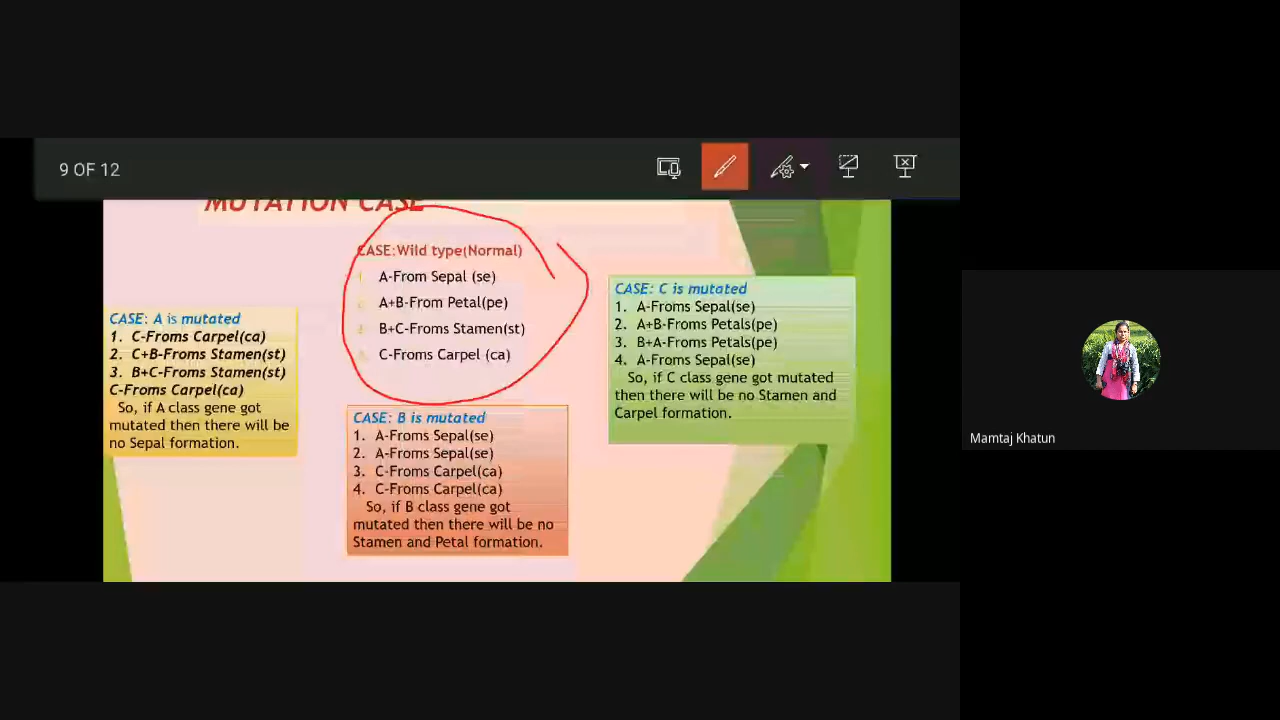 9 OF 12
MUTATION CASE
CASE:Wild type(Normal)
A-From Sepal (se)
A+B-From Petal(pe)
B+C-Froms Stamen(st)
C-Froms Carpel (ca)
CASE: A is mutated
1. C-Froms Carpel(ca)
2. C+B-Froms Stamen(st)
3. B+C-Froms Stamen(st)
C-Froms Carpel(ca)
So, if A class gene got
mutated then there will be
no Sepal formation.
CASE: B is mutated
1. A-Froms Sepal(se)
2. A-Froms Sepal(se)
3. C-Froms Carpel(ca)
4. C-Froms Carpel(ca)
So, if B class gene got
mutated then there will be no
Stamen and Petal formation.
CASE: C is mutated
1. A-Froms Sepal(se)
2. A+B-Froms Petals(pe)
3. B+A-Froms Petals(pe)
4. A-Froms Sepal(se)
So, if C class gene got mutated
then there will be no Stamen and
Carpel formation.
Mamtaj Khatun